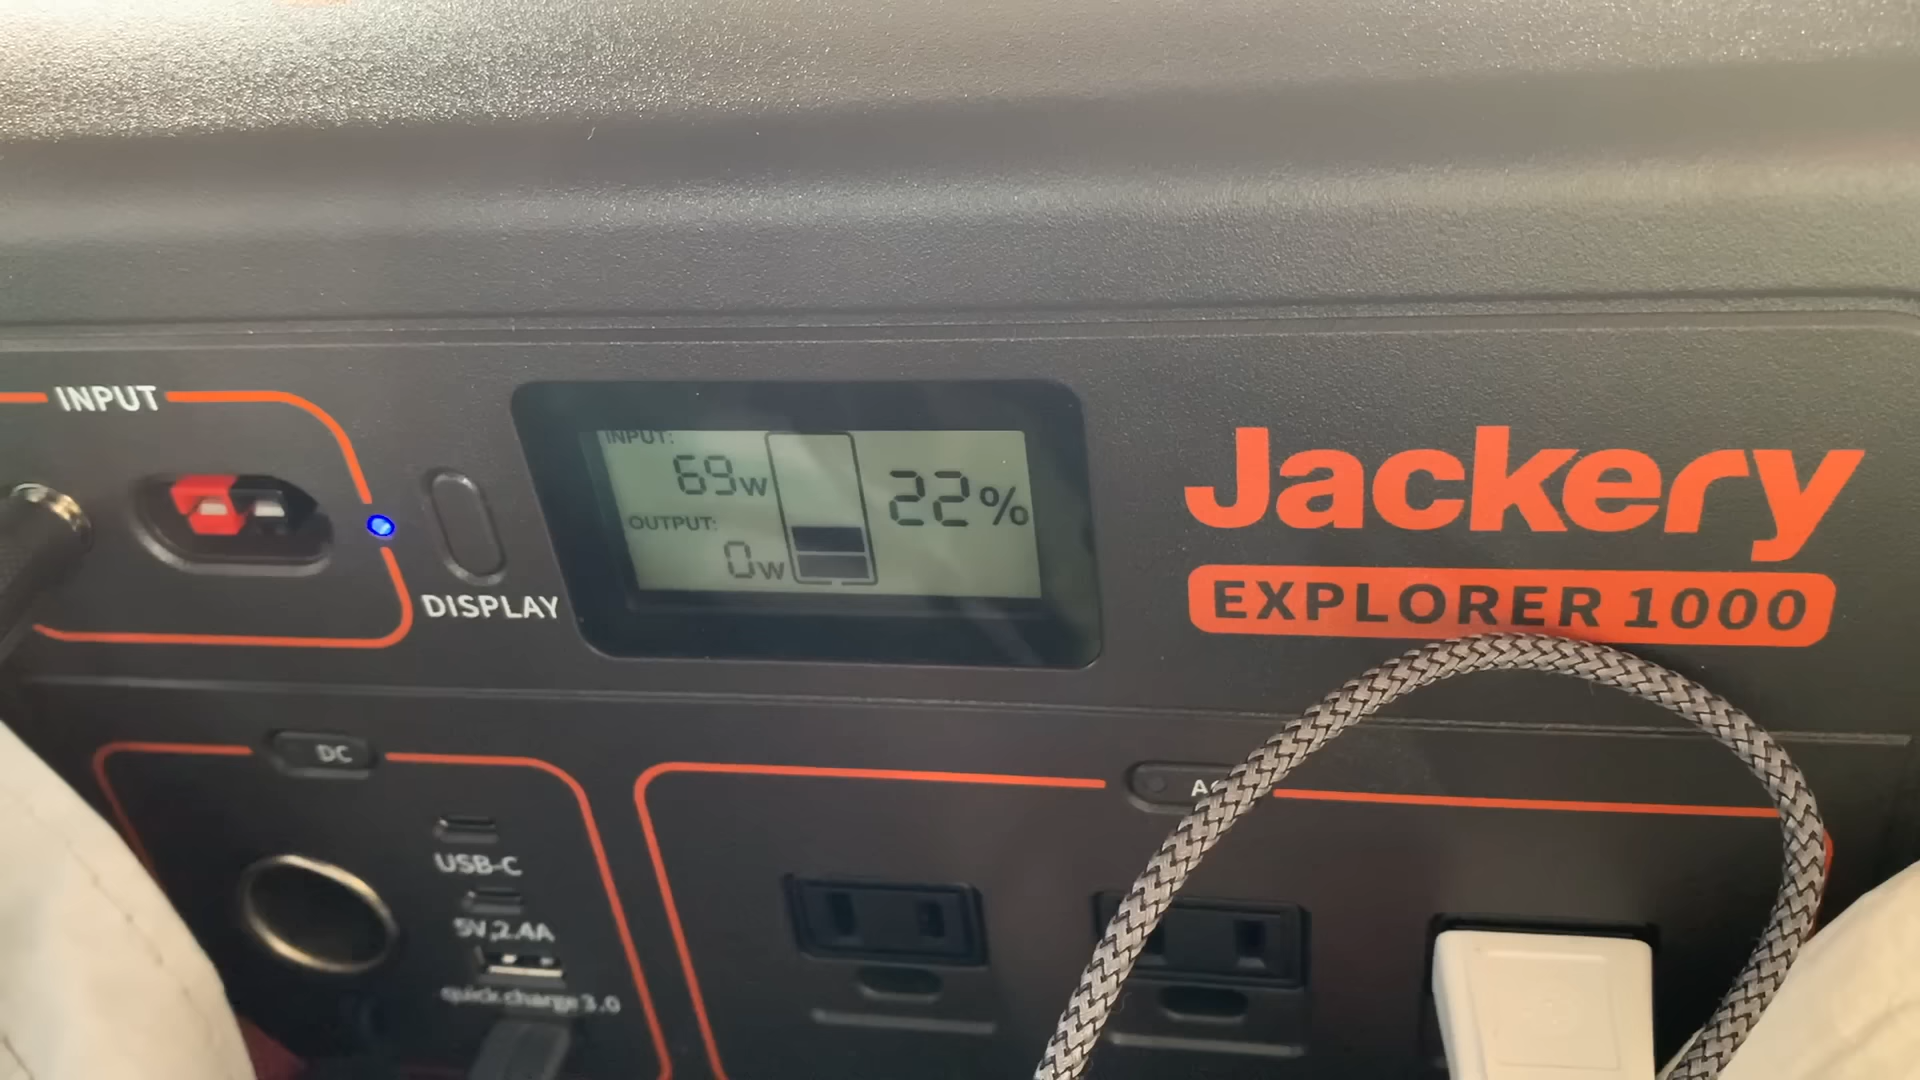 INPUT
DISPLAY
INPUT:
69w
OUTPUT:
0w
22%
Jackery
EXPLORER 1000
DC
USB-C
5V,2.4A
quick charge 3.0